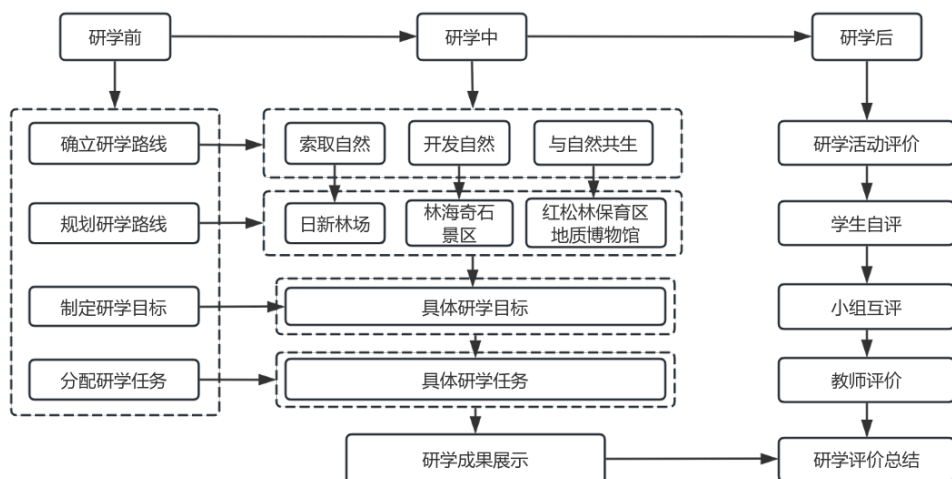 研学前
研学中
研学后
确立研学路线
索取自然
开发自然
与自然共生
研学活动评价
规划研学路线
日新林场
林海奇石
景区
红松林保育区
地质博物馆
学生自评
制定研学目标
具体研学目标
小组互评
分配研学任务
具体研学任务
教师评价
研学成果展示
研学评价总结